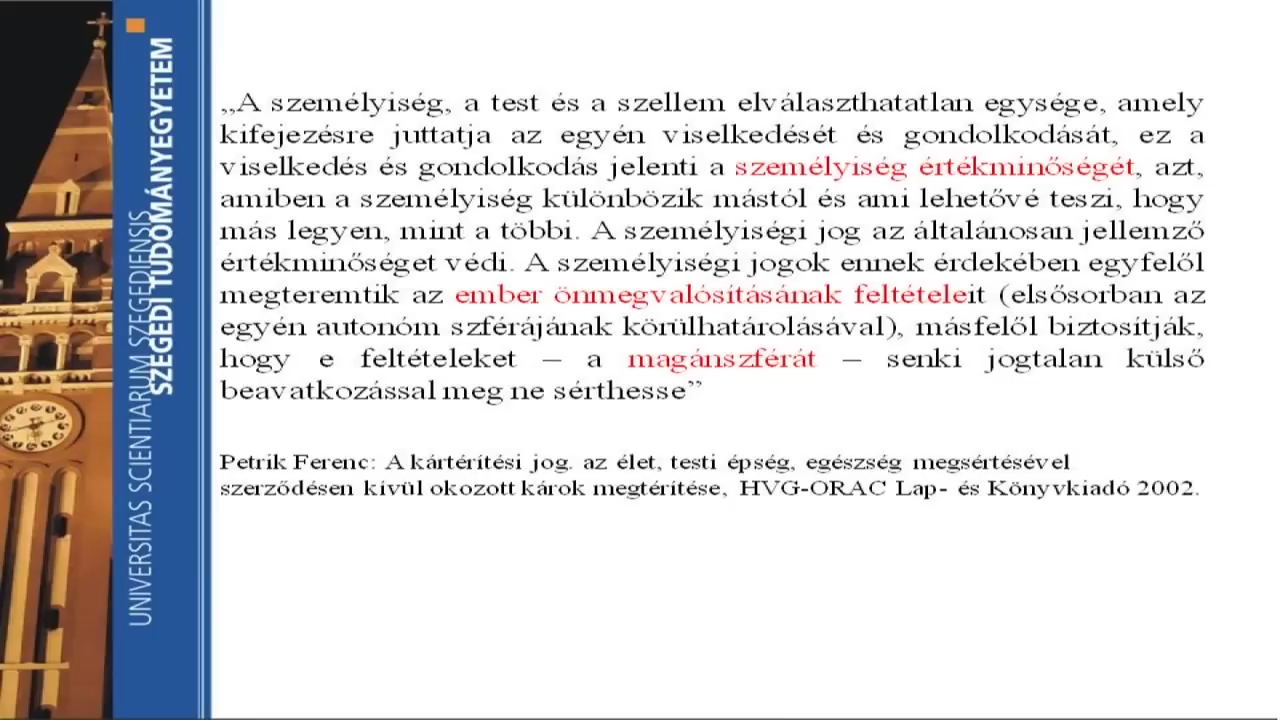 UNIVERSITAS SCIENTIARUM SZEGEDIENSIS
SZEGEDI TUDOMÁNYEGYETEM
„A személyiség, a test és a szellem elválaszthatatlan egysége, amely
kifejezésre juttatja az egyén viselkedését és gondolkodását, ez a
viselkedés és gondolkodás jelenti a személyiség értékminőségét, azt,
amiben a személyiség különbözik mástól és ami lehetővé teszi, hogy
más legyen, mint a többi. A személyiségi jog az általánosan jellemző
értékminőséget védi. A személyiségi jogok ennek érdekében egyfelől
megteremtik az ember önmegvalósításának feltételeit (elsősorban az
egyén autonóm szférájának körülhatárolásával), másfelől biztosítják,
hogy e feltételeket – a magánszférát – senki jogtalan külső
beavatkozással meg ne sérthesse”
Petrik Ferenc: A kártérítési jog. az élet, testi épség, egészség megsértésével
szerződésen kívül okozott károk megtérítése, HVG-ORAC Lap- és Könyvkiadó 2002.